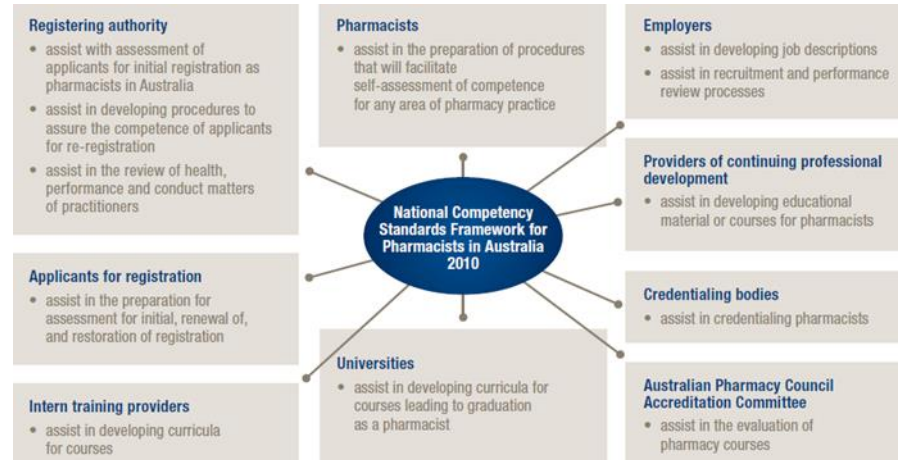 Registering authority
• assist with assessment of
applicants for initial registration as
pharmacists in Australia
• assist in developing procedures to
assure the competence of applicants
for re-registration
• assist in the review of health,
performance and conduct matters
of practitioners
Pharmacists
• assist in the preparation of procedures
that will facilitate
self-assessment of competence
for any area of pharmacy practice
Employers
• assist in developing job descriptions
• assist in recruitment and performance
review processes
Providers of continuing professional
development
• assist in developing educational
material or courses for pharmacists
National Competency
Standards Framework for
Pharmacists in Australia
2010
Applicants for registration
• assist in the preparation for
assessment for initial, renewal of,
and restoration of registration
Credentialing bodies
• assist in credentialing pharmacists
Intern training providers
• assist in developing curricula
for courses
Universities
• assist in developing curricula for
courses leading to graduation
as a pharmacist
Australian Pharmacy Council
Accreditation Committee
• assist in the evaluation of
pharmacy courses